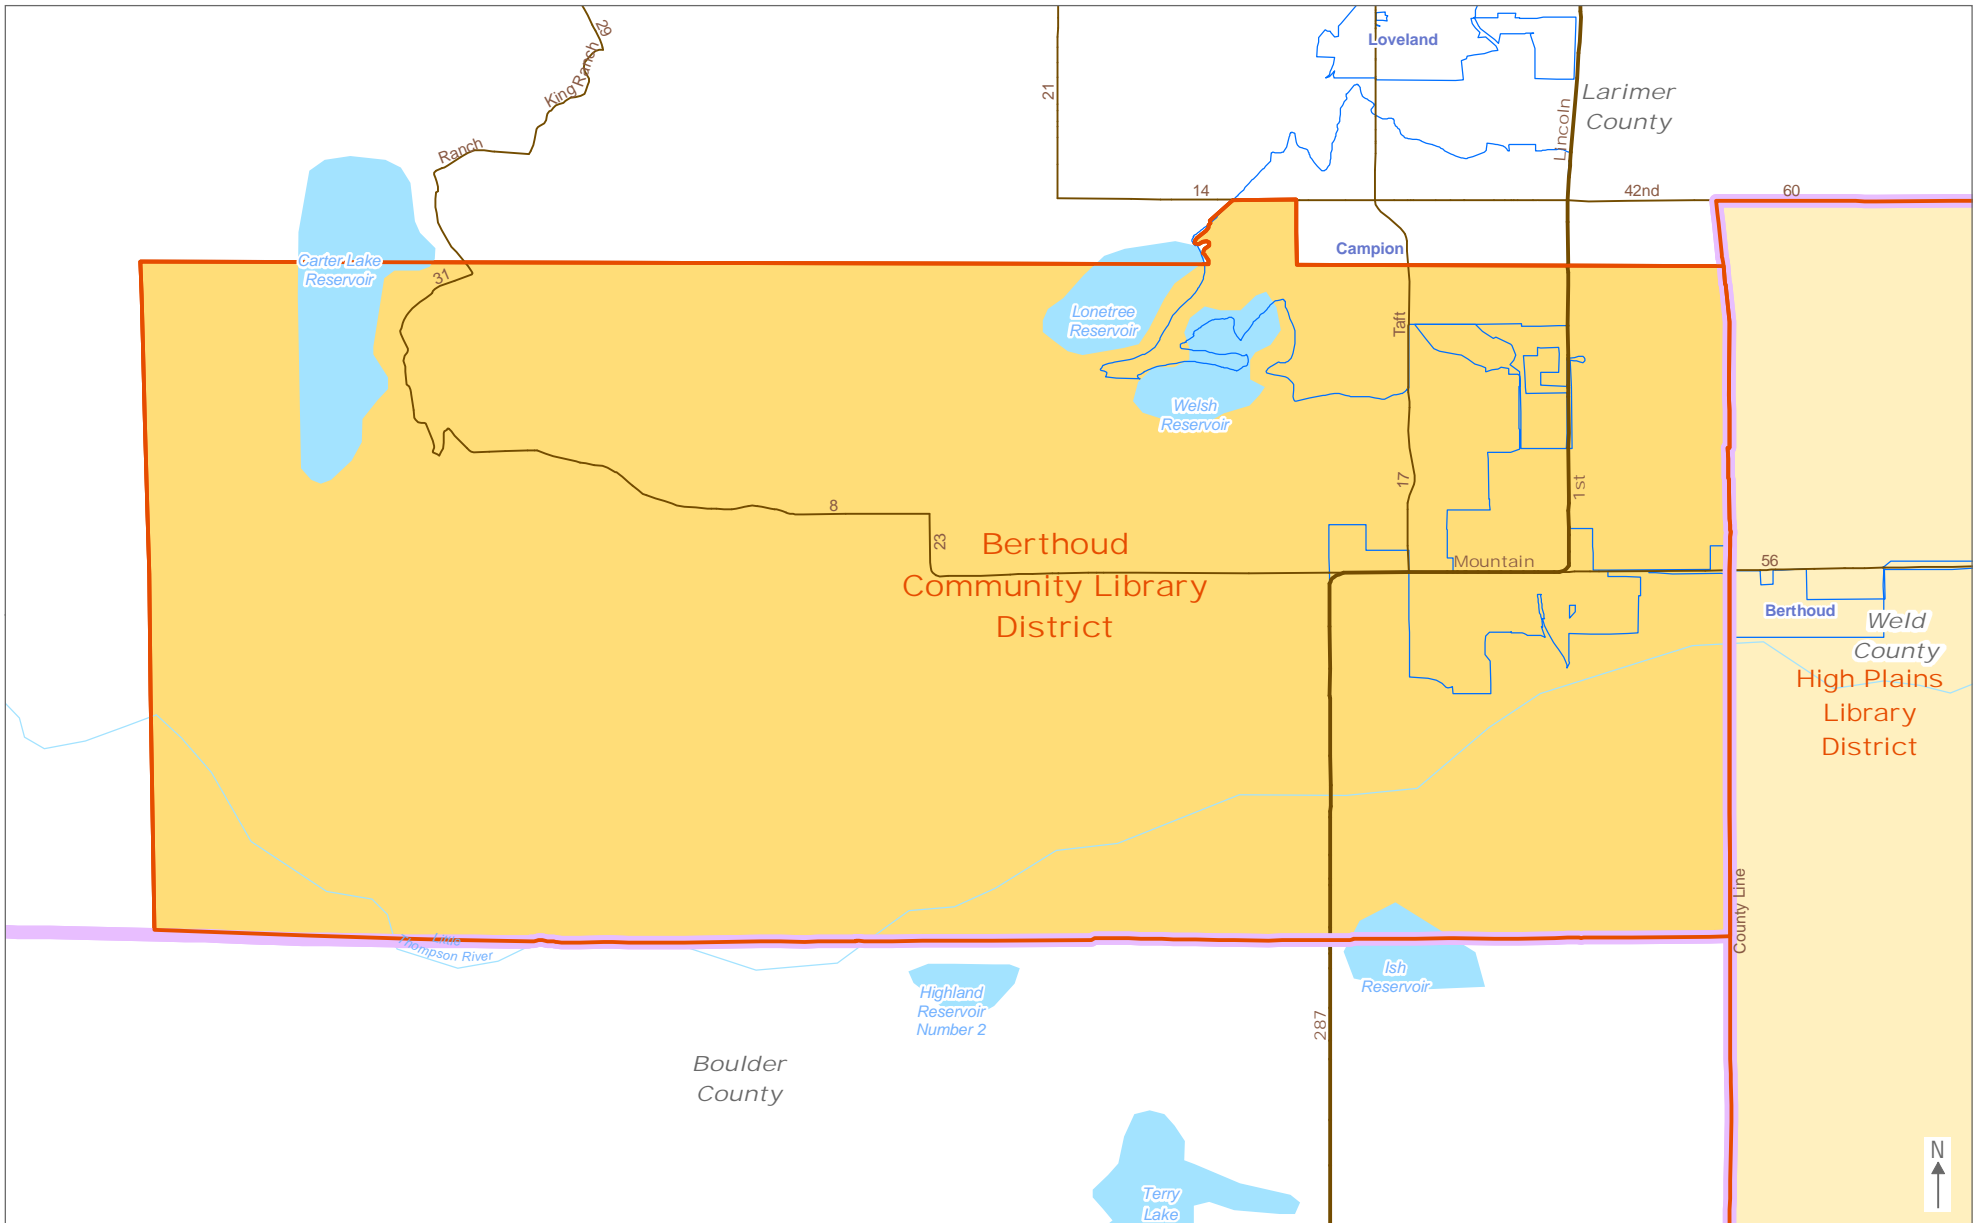 29
King Ranch
Ranch
Loveland
21
Lincoln
Larimer
County
14
42nd
60
Campion
Carter Lake
Reservoir
31
Lonetree
Reservoir
Taft
Welsh
Reservoir
17
1st
8
23
Berthoud
Community Library
District
Mountain
56
Berthoud
Weld
County
High Plains
Library
District
County Line
Little
Thompson River
Ish
Reservoir
Highland
Reservoir
Number 2
287
Boulder
County
Terry
Lake
N